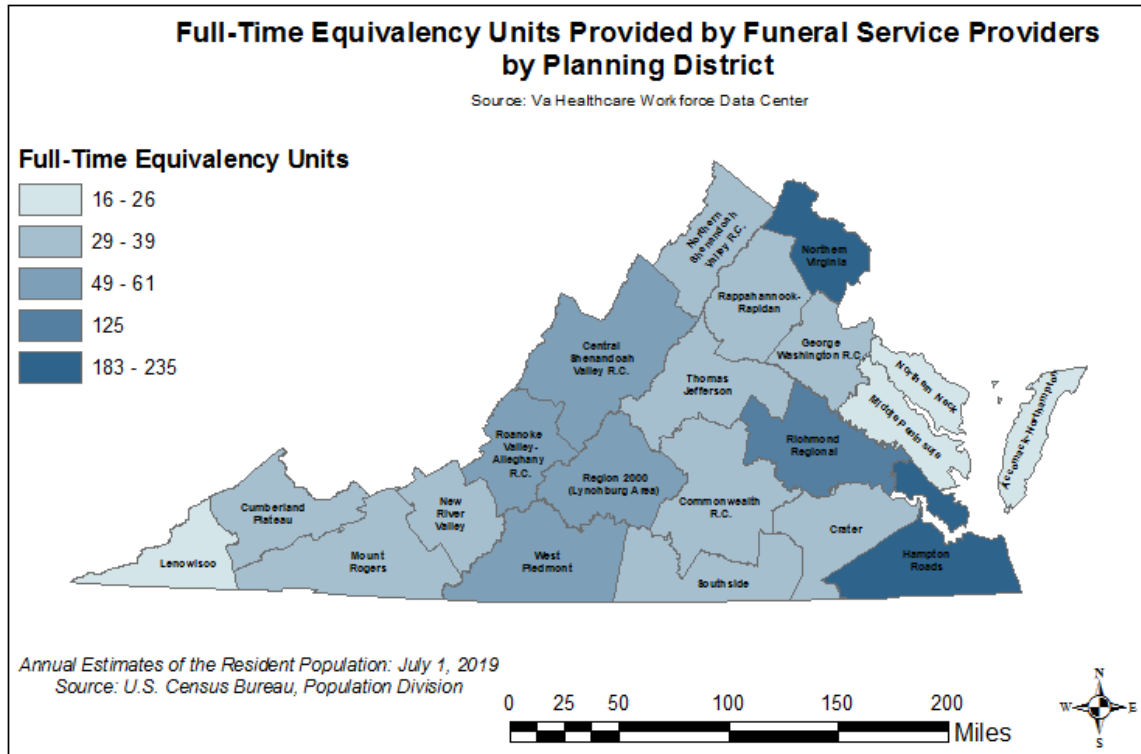 Full-Time Equivalency Units Provided by Funeral Service Providers
by Planning District
Source: Va Healthcare Workforce Data Center
Full-Time Equivalency Units
16 - 26
29 - 39
49 - 61
125
183 - 235
Northern
Shenandoah
Valley R.C.
Northern
Virginia
Rappahannock-
Rapidan
Central
Shenandoah
Valley R.C.
George
Washington R.C.
Thomas
Jefferson
Northern Neck
Middle Peninsula
Accomack-Northampton
Roanoke
Valley-
Alleghany
R.C.
Richmond
Regional
Region 2000
(Lynchburg Area)
Commonwealth
R.C.
New
River
Valley
Cumberland
Plateau
Crater
Mount
Rogers
West
Piedmont
Hampton
Roads
Lenowisco
Southside
Annual Estimates of the Resident Population: July 1, 2019
Source: U.S. Census Bureau, Population Division
0 25 50 100 150 200
Miles
N
W E
S